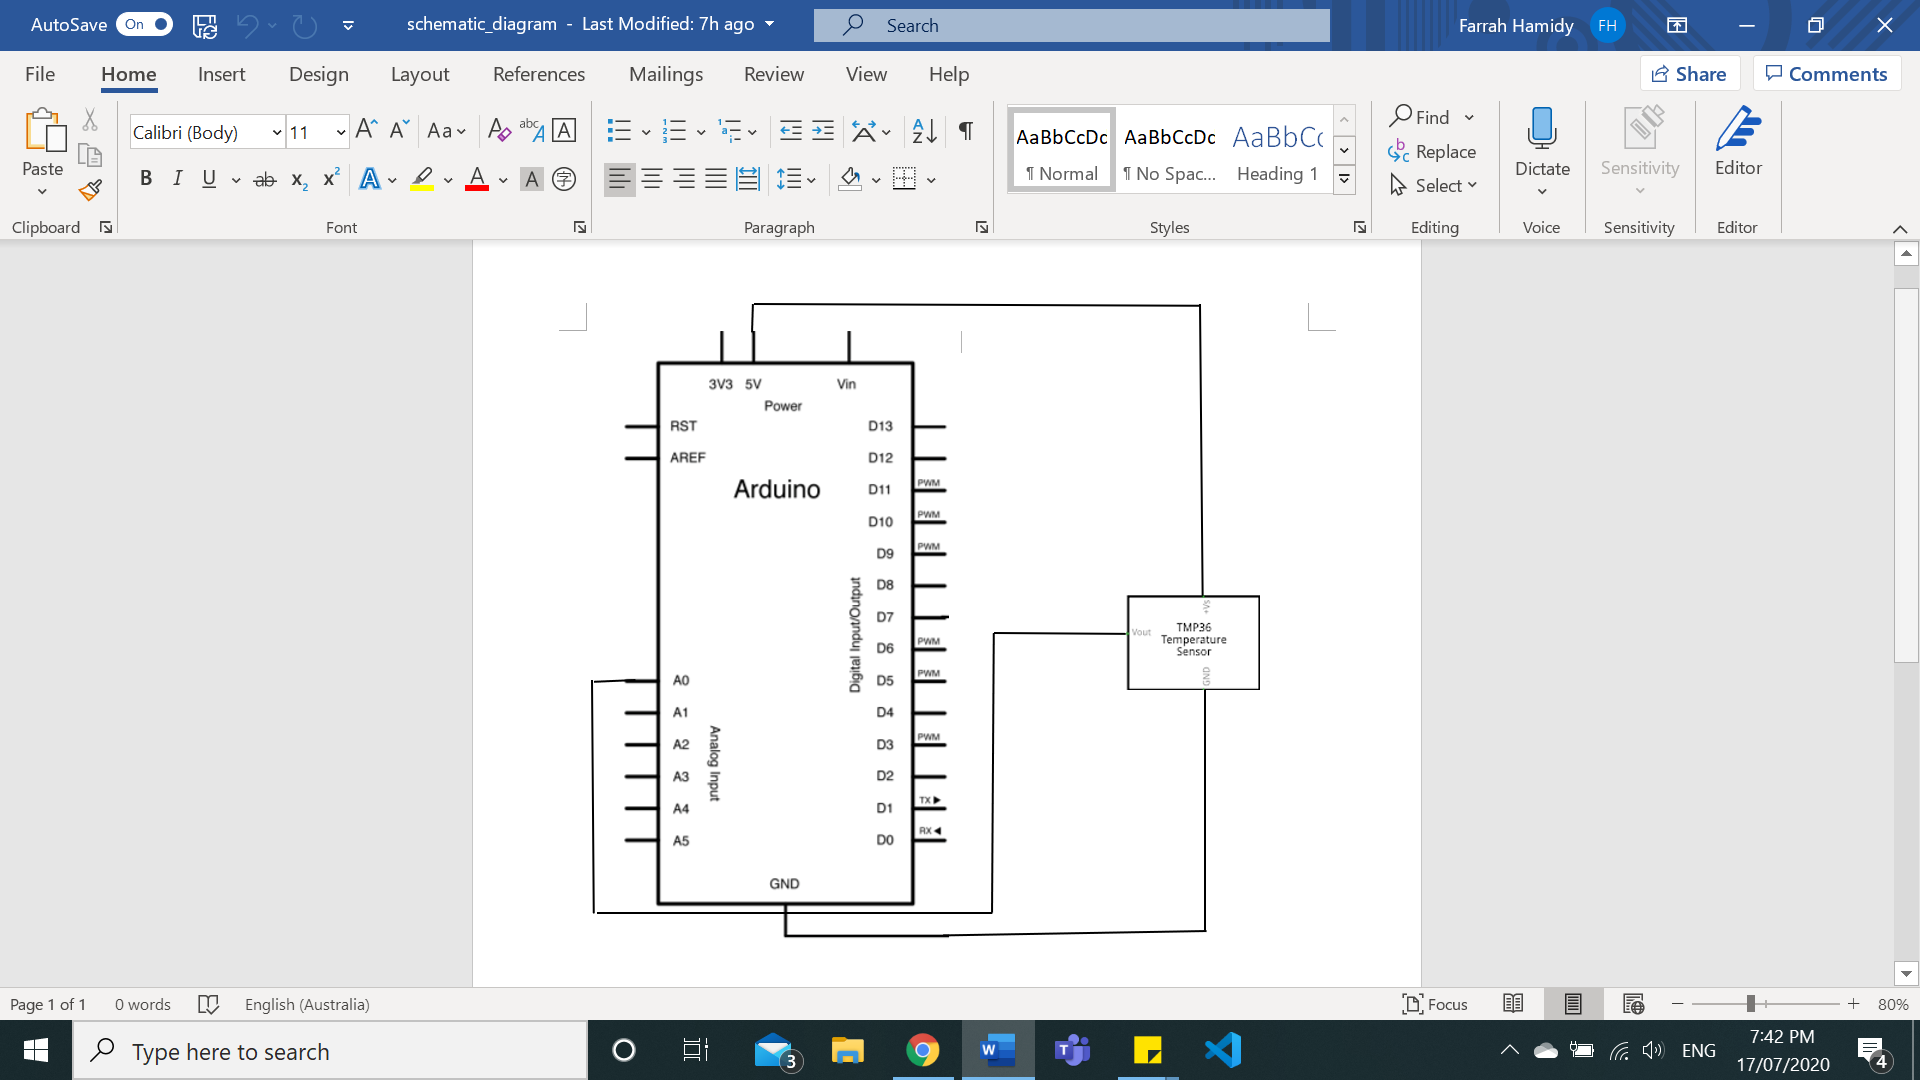 AutoSave On schematic_diagram - Last Modified: 7h ago Search Farrah Hamidy FH
File Home Insert Design Layout References Mailings Review View Help Share Comments
Paste Calibri (Body) 11 Aa A AaBbCcDc AaBbCcDc AaBbCc Find Dictate Sensitivity Editor
¶ Normal ¶ No Spac... Heading 1 Replace
B I U ab x₂ x² A A A 字 Select
Clipboard Font Paragraph Styles Editing Voice Sensitivity Editor
3V3 5V Vin
Power
RST D13
AREF D12
Arduino D11 PWM
D10 PWM
D9 PWM
D8
D7
D6 PWM
A0 D5 PWM
A1 D4
A2 D3 PWM
A3 D2
A4 D1 TX
A5 D0 RX
Analog Input
Digital Input/Output
GND
+VS
Vout
TMP36
Temperature
Sensor
GND
Page 1 of 1 0 words English (Australia) Focus 80%
Type here to search 3 ENG 7:42 PM
17/07/2020 4